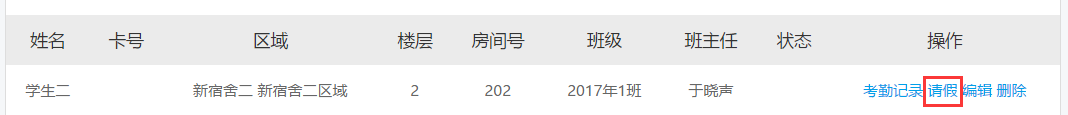 姓名 卡号 区域 楼层 房间号 班级 班主任 状态 操作
学生二 新宿舍二 新宿舍二区域 2 202 2017年1班 于晓声 考勤记录 请假 编辑 删除